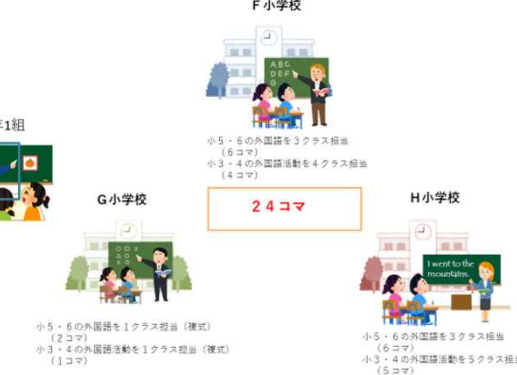 F小学校
ABC
DEF
G
小5・6の外国語を3クラス担当
(6コマ)
小3・4の外国語活動を4クラス担当
(4コマ)
年1組
24コマ
G小学校
小5・6の外国語を1クラス担当(複式)
(2コマ)
小3・4の外国語活動を1クラス担当(複式)
(1コマ)
H小学校
I went to the
mountains.
小5・6の外国語を3クラス担当
(6コマ)
小3・4の外国語活動を5クラス担
(5コマ)